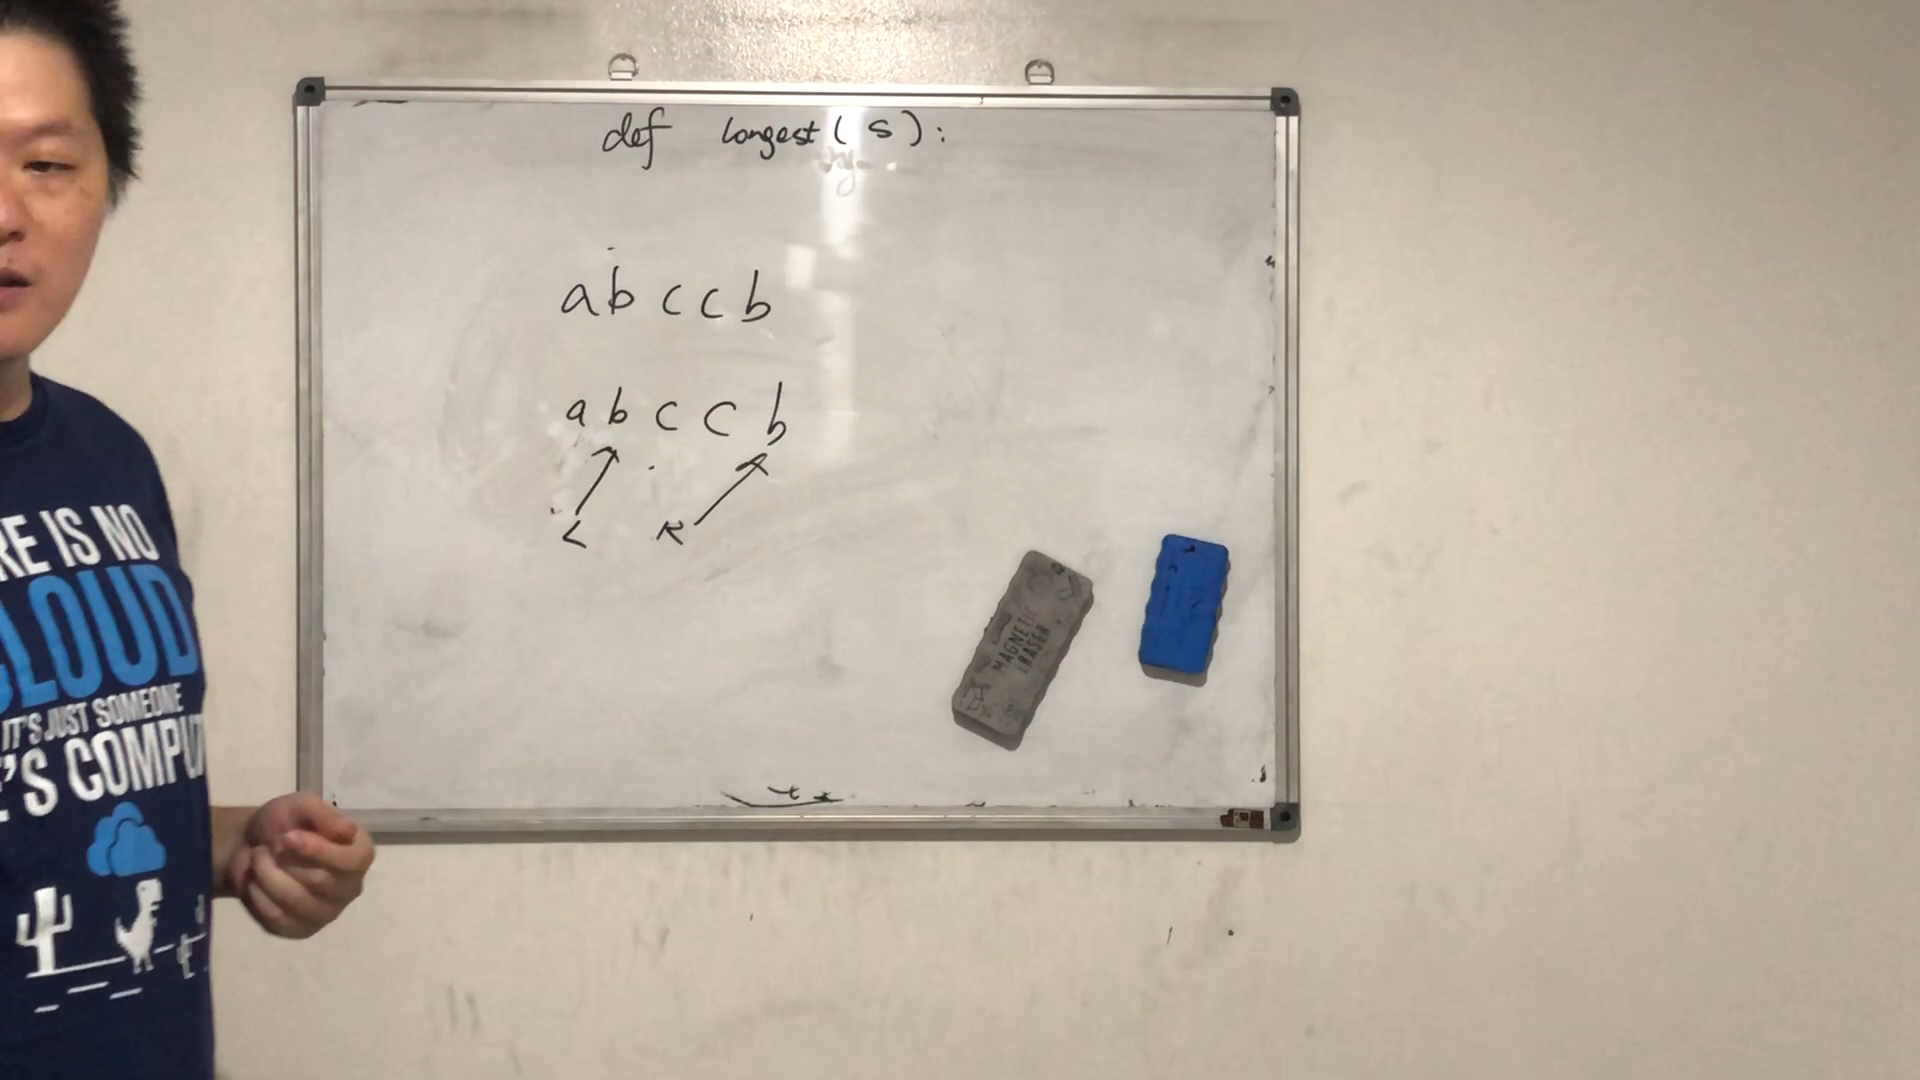 def longest(s):
abccb
abccb
L R
MAGNETIC
ERASER
RE IS NO
CLOUD
IT'S JUST SOMEONE
E'S COMPUT